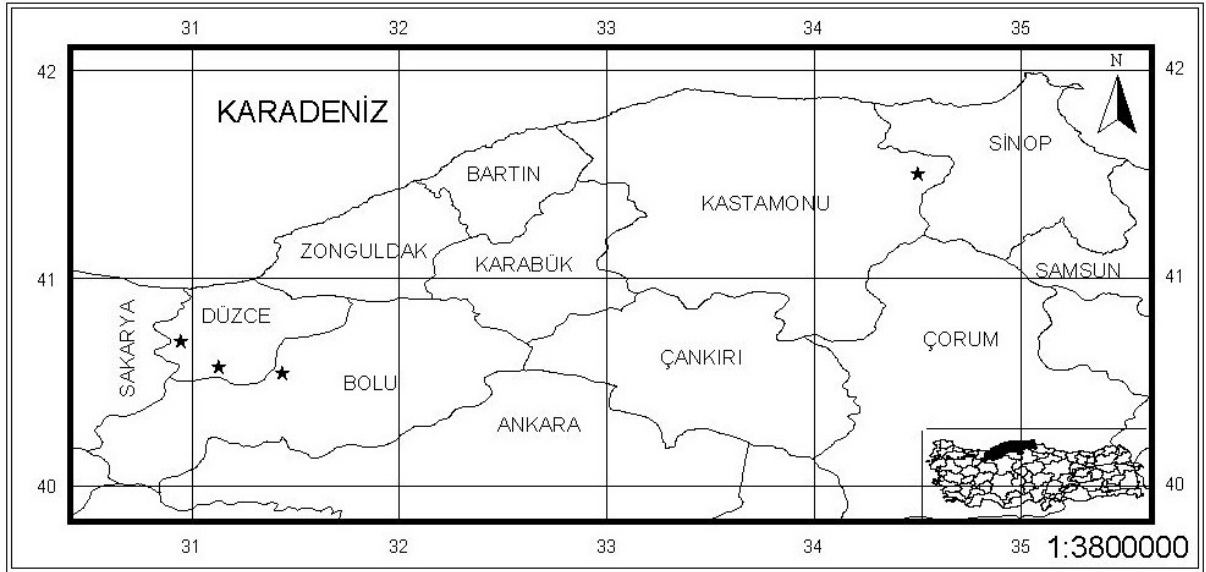 31 32 33 34 35
42 42
N
KARADENİZ
SİNOP
BARTIN
KASTAMONU
ZONGULDAK
KARABÜK
SAMSUN
41 41
SAKARYA
DÜZCE
ÇORUM
ÇANKIRI
BOLU
ANKARA
40 40
31 32 33 34 35
1:3800000